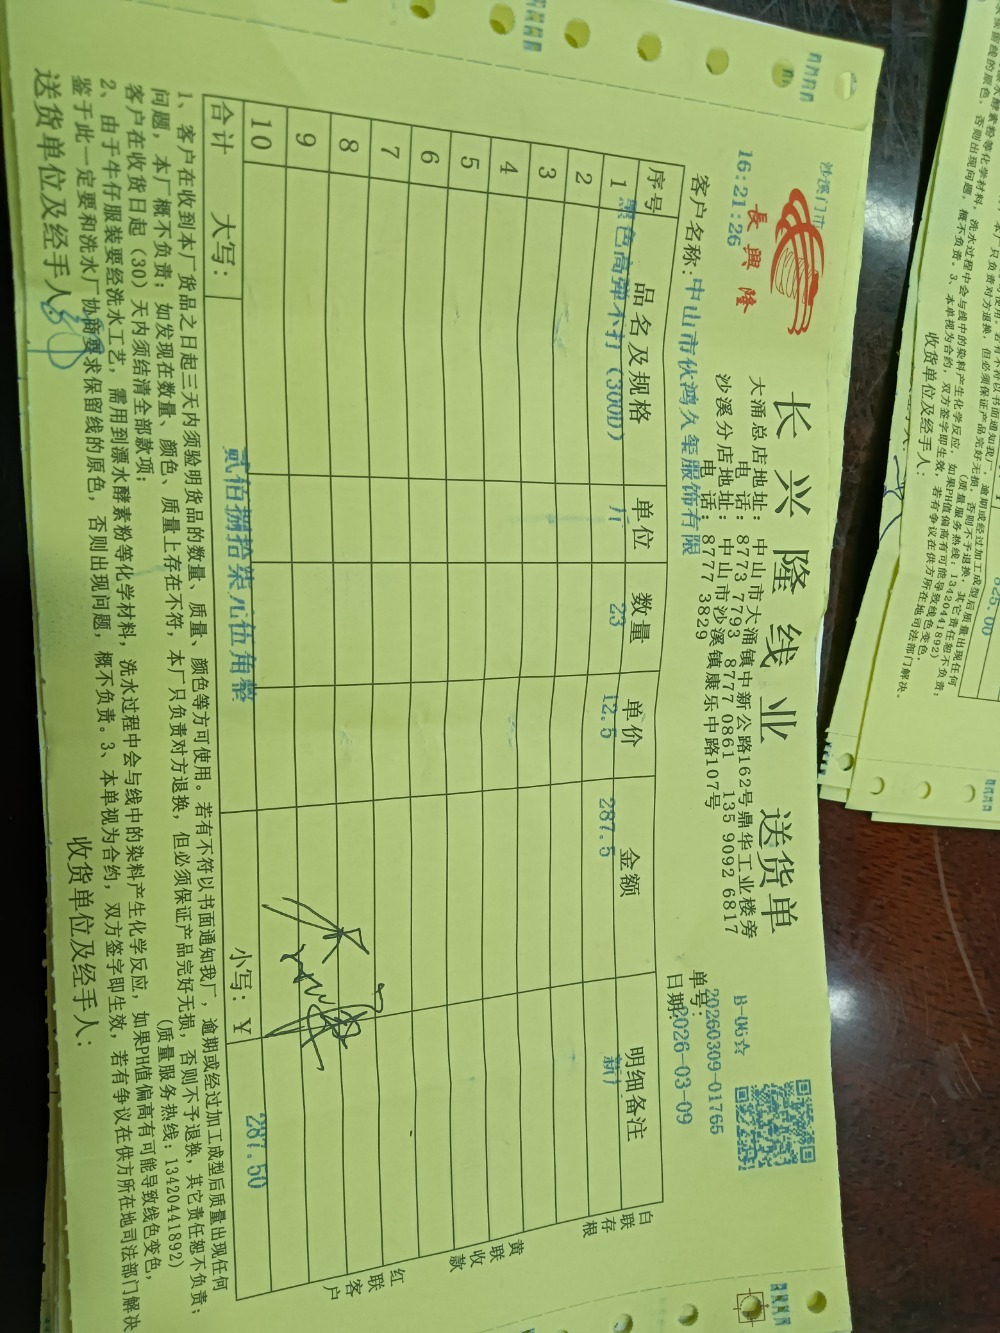 沙溪门市
16:21:26
長興隆
长兴隆线业 送货单
大涌总店地址: 中山市大涌镇中新公路162号鼎华工业楼旁
电话: 8773 7793 8777 0861 135 9092 6817
沙溪分店地址: 中山市沙溪镇康乐中路107号
电话: 8777 3829
B-06☆
单号: 20260309-01765
客户名称: 中山市伙鸿久玺服饰有限
日期: 2026-03-09
序号 品名及规格 单位 数量 单价 金额 明细备注
1 黑色高弹不打(300D) 斤 23 12.5 287.5
2
3
4
5
6
7
8
9
10
合计 大写: 贰佰捌拾柒元伍角整 小写: ¥ 287.50
白联存根
黄联收款
红联客户
1、客户在收到本厂货品之日起三天内须验明货品的数量、质量、颜色等方可使用。若有不符以书面通知我厂，逾期或经过加工成型后质量出现任何
问题，本厂概不负责；如发现在数量、颜色、质量上存在不符，本厂只负责对方退换，但必须保证产品完好无损，否则不予退换，其它责任恕不负责；
客户在收货日起（30）天内须结清全部款项； (质量服务热线: 13420441892)
2、由于牛仔服装要经洗水工艺，需用到漂水酵素粉等化学材料，洗水过程中会与线中的染料产生化学反应，如果PH值偏高有可能导致线色变色，
鉴于此一定要和洗水厂协商要求保留线的原色，否则出现问题，概不负责。3、本单视为合约，双方签字即生效，若有争议在供方所在地司法部门解决
送货单位及经手人: 收货单位及经手人:
825.00
(质量服务热线: 13420441892)
收货单位及经手人: